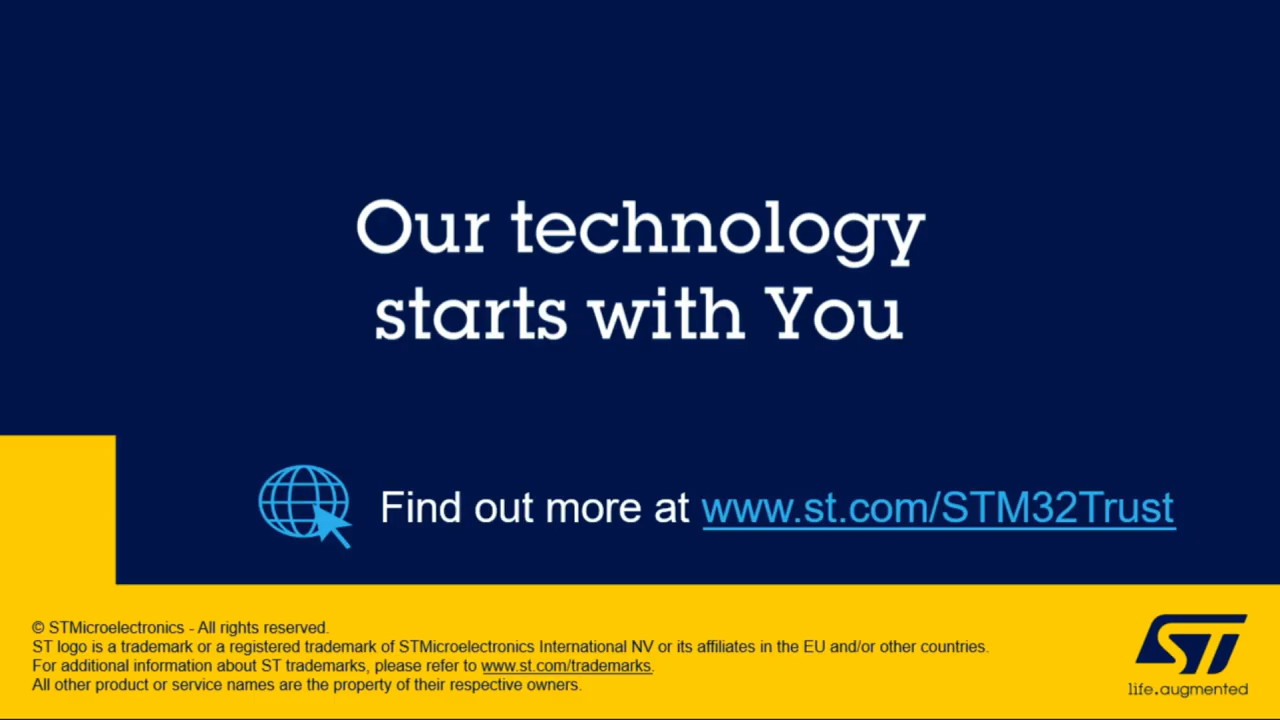 Our technology
starts with You
Find out more at www.st.com/STM32Trust
© STMicroelectronics - All rights reserved.
ST logo is a trademark or a registered trademark of STMicroelectronics International NV or its affiliates in the EU and/or other countries.
For additional information about ST trademarks, please refer to www.st.com/trademarks.
All other product or service names are the property of their respective owners.
ST
life.augmented